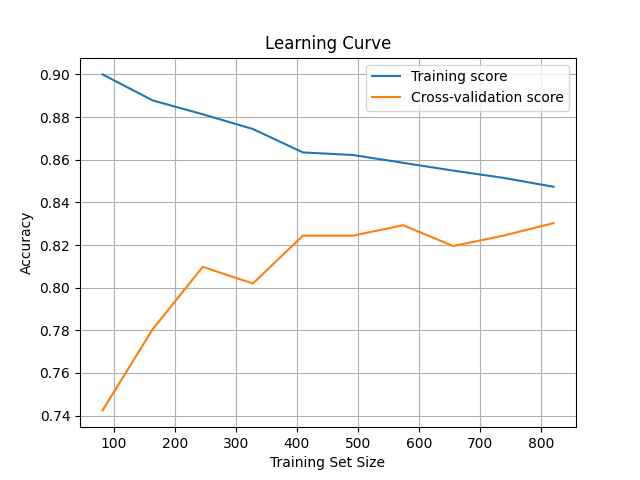 Learning Curve
Training score
Cross-validation score
0.90
0.88
0.86
0.84
0.82
0.80
0.78
0.76
0.74
Accuracy
100 200 300 400 500 600 700 800
Training Set Size